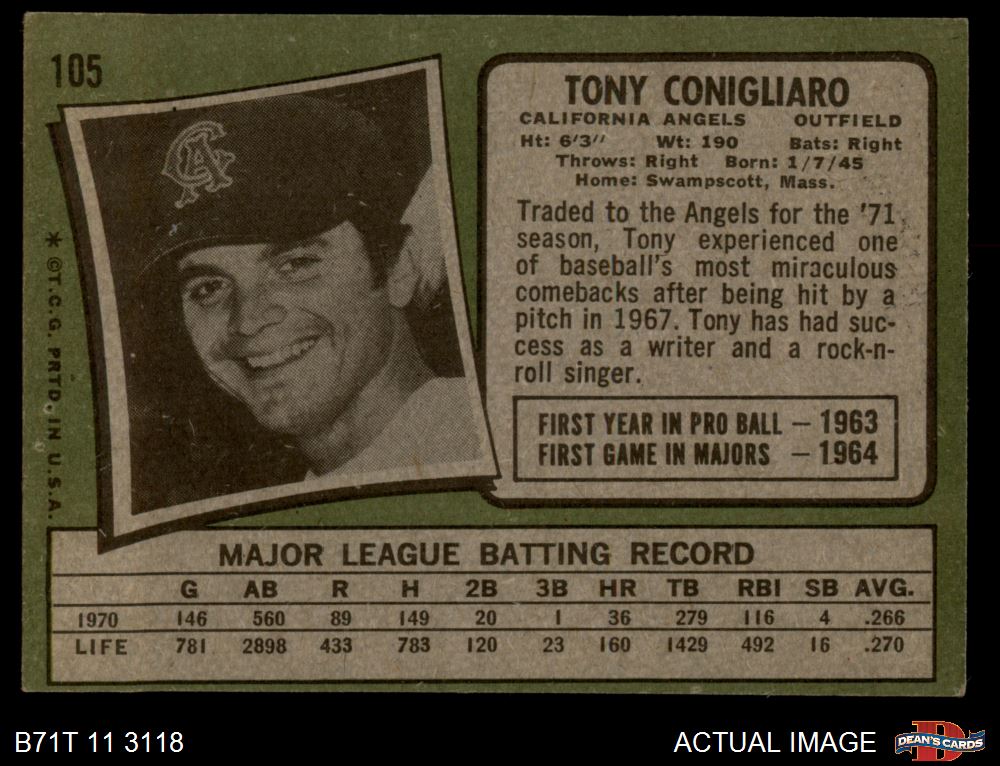 105
TONY CONIGLIARO
CALIFORNIA ANGELS OUTFIELD
Ht: 6'3" Wt: 190 Bats: Right
Throws: Right Born: 1/7/45
Home: Swampscott, Mass.
Traded to the Angels for the '71
season, Tony experienced one
of baseball's most miraculous
comebacks after being hit by a
pitch in 1967. Tony has had suc-
cess as a writer and a rock-n-
roll singer.
FIRST YEAR IN PRO BALL — 1963
FIRST GAME IN MAJORS — 1964
CA
* ©T.C.G. PRTD. IN U.S.A.
MAJOR LEAGUE BATTING RECORD
G AB R H 2B 3B HR TB RBI SB AVG.
1970 146 560 89 149 20 1 36 279 116 4 .266
LIFE 781 2898 433 783 120 23 160 1429 492 16 .270
B71T 11 3118
ACTUAL IMAGE
DEAN'S CARDS